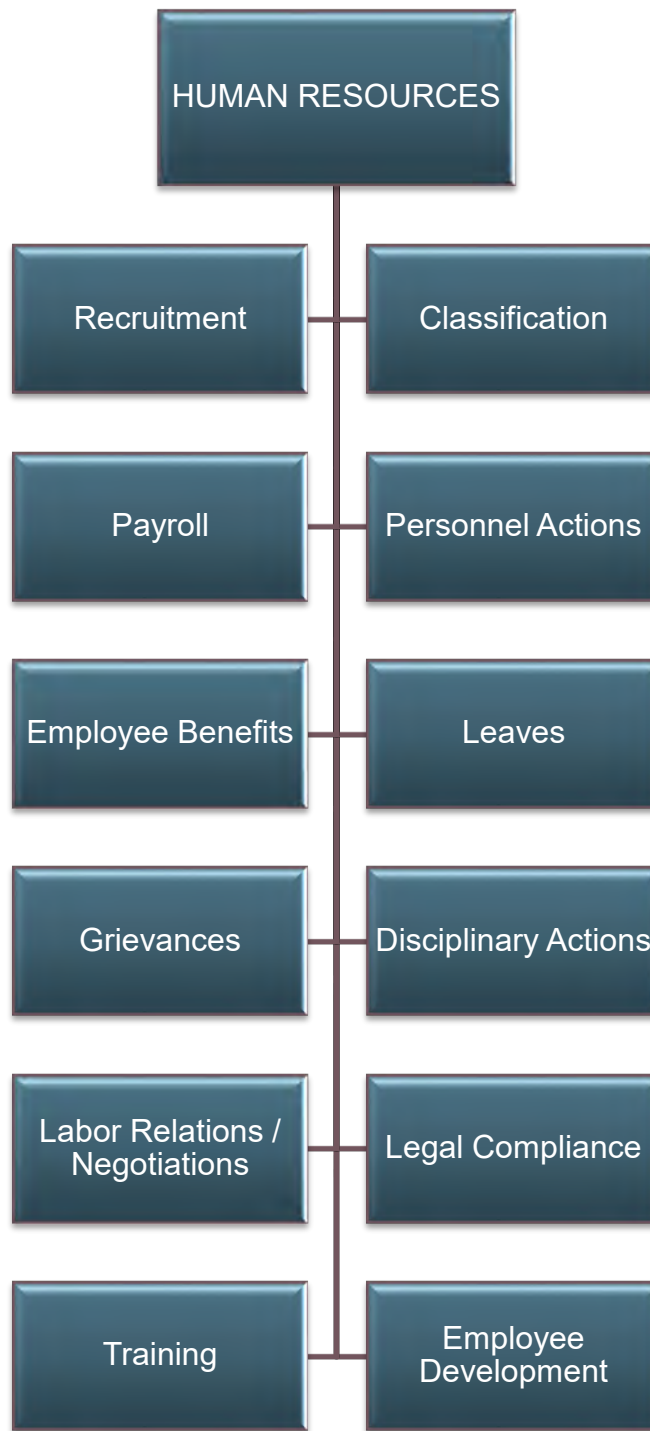 HUMAN RESOURCES
Recruitment
Classification
Payroll
Personnel Actions
Employee Benefits
Leaves
Grievances
Disciplinary Actions
Labor Relations /
Negotiations
Legal Compliance
Training
Employee
Development